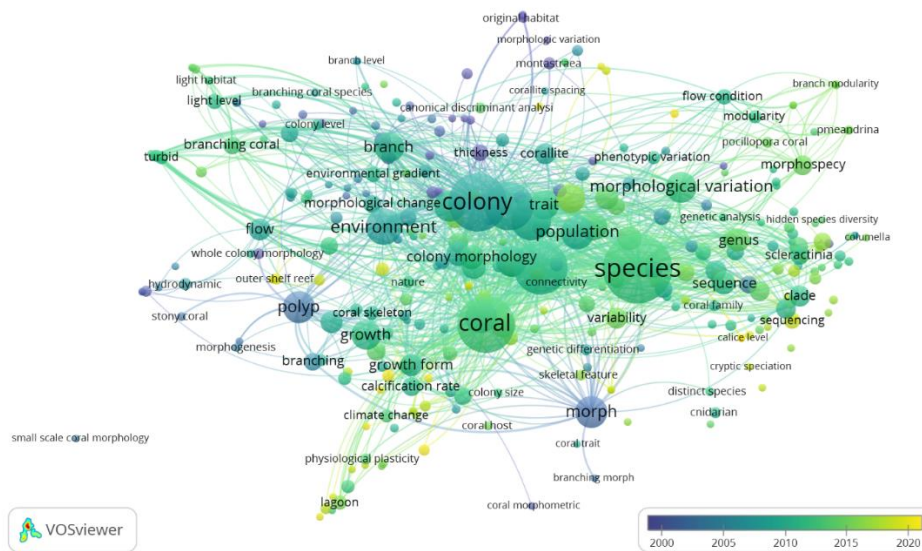 original habitat
morphologic variation
branch level
montastraea
light habitat
branching coral species
corallite spacing
branch modularity
light level
flow condition
canonical discriminant analysi
colony level
modularity
pmeandrina
pocillopora coral
branching coral
branch
thickness
corallite
turbid
phenotypic variation
morphospecy
environmental gradient
morphological variation
morphological change
colony
trait
genetic analysis
hidden species diversity
environment
population
flow
genus
columella
whole colony morphology
colony morphology
scleractinia
species
outer shelf reef
nature
connectivity
sequence
hydrodynamic
clade
polyp
coral skeleton
coral family
stony coral
coral
variability
sequencing
growth
calice level
morphogenesis
genetic differentiation
branching
growth form
skeletal feature
cryptic speciation
calcification rate
colony size
distinct species
climate change
morph
cnidarian
coral host
small scale coral morphology
coral trait
physiological plasticity
branching morph
lagoon
coral morphometric
VOSviewer
2000 2005 2010 2015 2020